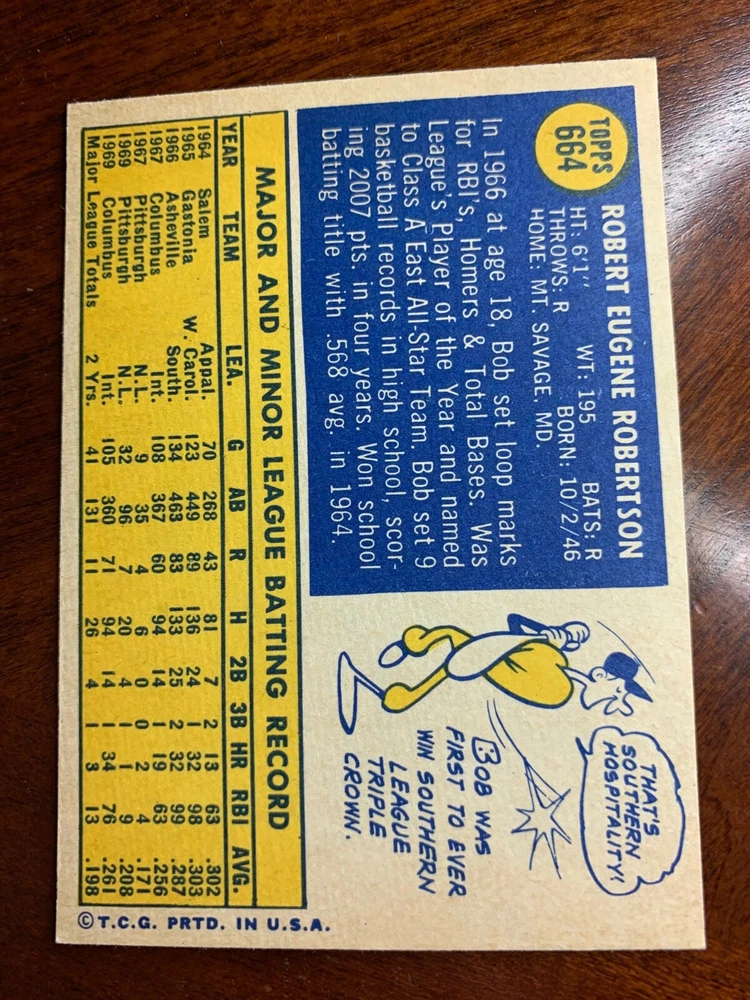 TOPPS
664
ROBERT EUGENE ROBERTSON
HT: 6'1" WT: 195 BATS: R
THROWS: R BORN: 10/2/46
HOME: MT. SAVAGE, MD.
In 1966 at age 18, Bob set loop marks
for RBI's, Homers & Total Bases. Was
League's Player of the Year and named
to Class A East All-Star Team. Bob set 9
basketball records in high school, scor-
ing 2007 pts. in four years. Won school
batting title with .568 avg. in 1964.
THAT'S
SOUTHERN
HOSPITALITY!
BOB WAS
FIRST TO EVER
WIN SOUTHERN
LEAGUE
TRIPLE
CROWN.
MAJOR AND MINOR LEAGUE BATTING RECORD
YEAR TEAM LEA. G AB R H 2B 3B HR RBI AVG.
1964 Salem Appal. 70 268 43 81 7 2 13 63 .302
1965 Gastonia W. Carol. 123 449 89 136 24 1 32 98 .303
1966 Asheville South. 134 463 83 133 25 2 32 99 .287
1967 Columbus Int. 108 367 60 94 14 1 19 63 .256
1967 Pittsburgh N.L. 9 35 4 6 0 0 2 4 .171
1969 Pittsburgh N.L. 32 96 7 20 4 1 1 9 .208
1969 Columbus Int. 105 360 71 94 14 1 34 76 .261
Major League Totals 2 Yrs. 41 131 11 26 4 1 3 13 .198
© T.C.G. PRTD. IN U.S.A.